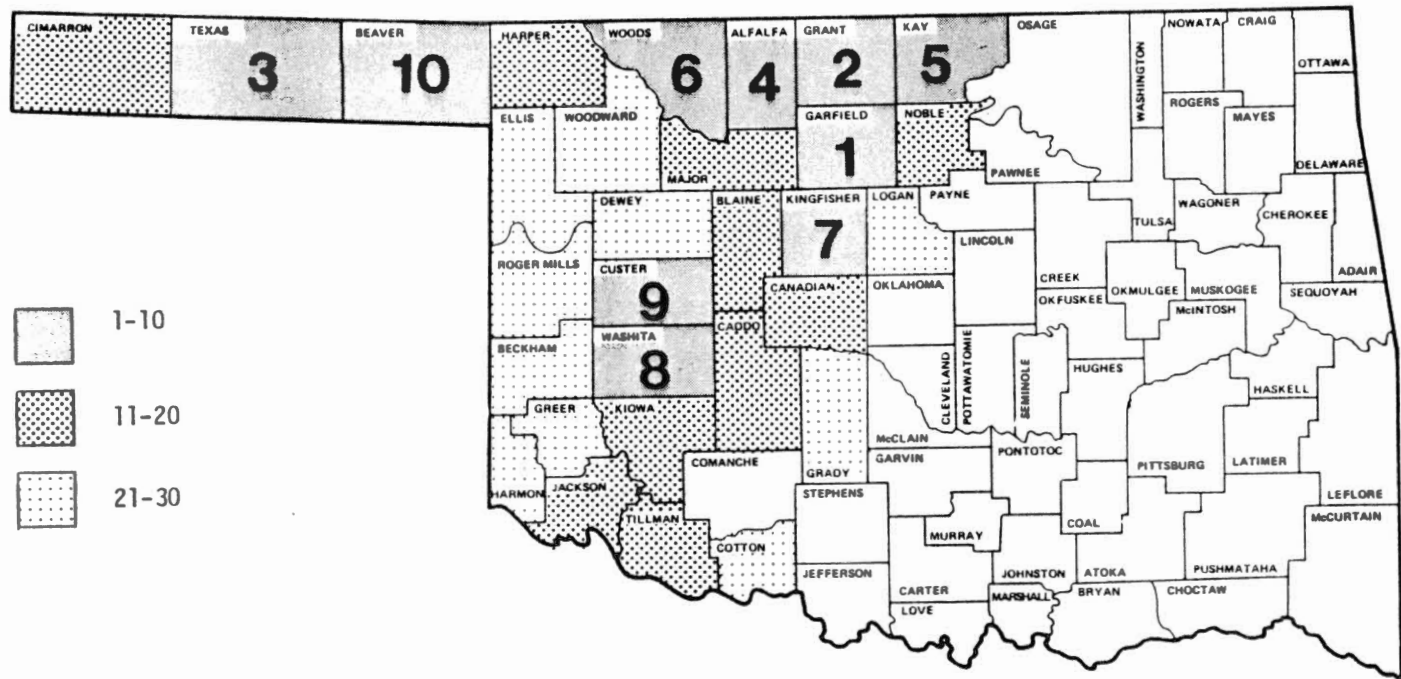 CIMARRON
TEXAS
3
BEAVER
10
HARPER
WOODS
6
ALFALFA
4
GRANT
2
KAY
5
OSAGE
NOWATA
CRAIG
OTTAWA
WASHINGTON
ROGERS
MAYES
DELAWARE
ELLIS
WOODWARD
MAJOR
GARFIELD
1
NOBLE
PAWNEE
DEWEY
BLAINE
KINGFISHER
7
LOGAN
PAYNE
LINCOLN
TULSA
WAGONER
CHEROKEE
ADAIR
ROGER MILLS
CUSTER
9
CANADIAN
OKLAHOMA
CREEK
OKFUSKEE
OKMULGEE
MUSKOGEE
McINTOSH
SEQUOYAH
BECKHAM
WASHITA
8
CADDO
CLEVELAND
POTTAWATOMIE
SEMINOLE
HUGHES
HASKELL
GREER
KIOWA
COMANCHE
GRADY
McCLAIN
GARVIN
PONTOTOC
PITTSBURG
LATIMER
LEFLORE
HARMON
JACKSON
TILLMAN
COTTON
STEPHENS
MURRAY
COAL
McCURTAIN
JEFFERSON
CARTER
LOVE
JOHNSTON
MARSHALL
ATOKA
BRYAN
PUSHMATAHA
CHOCTAW
1-10
11-20
21-30